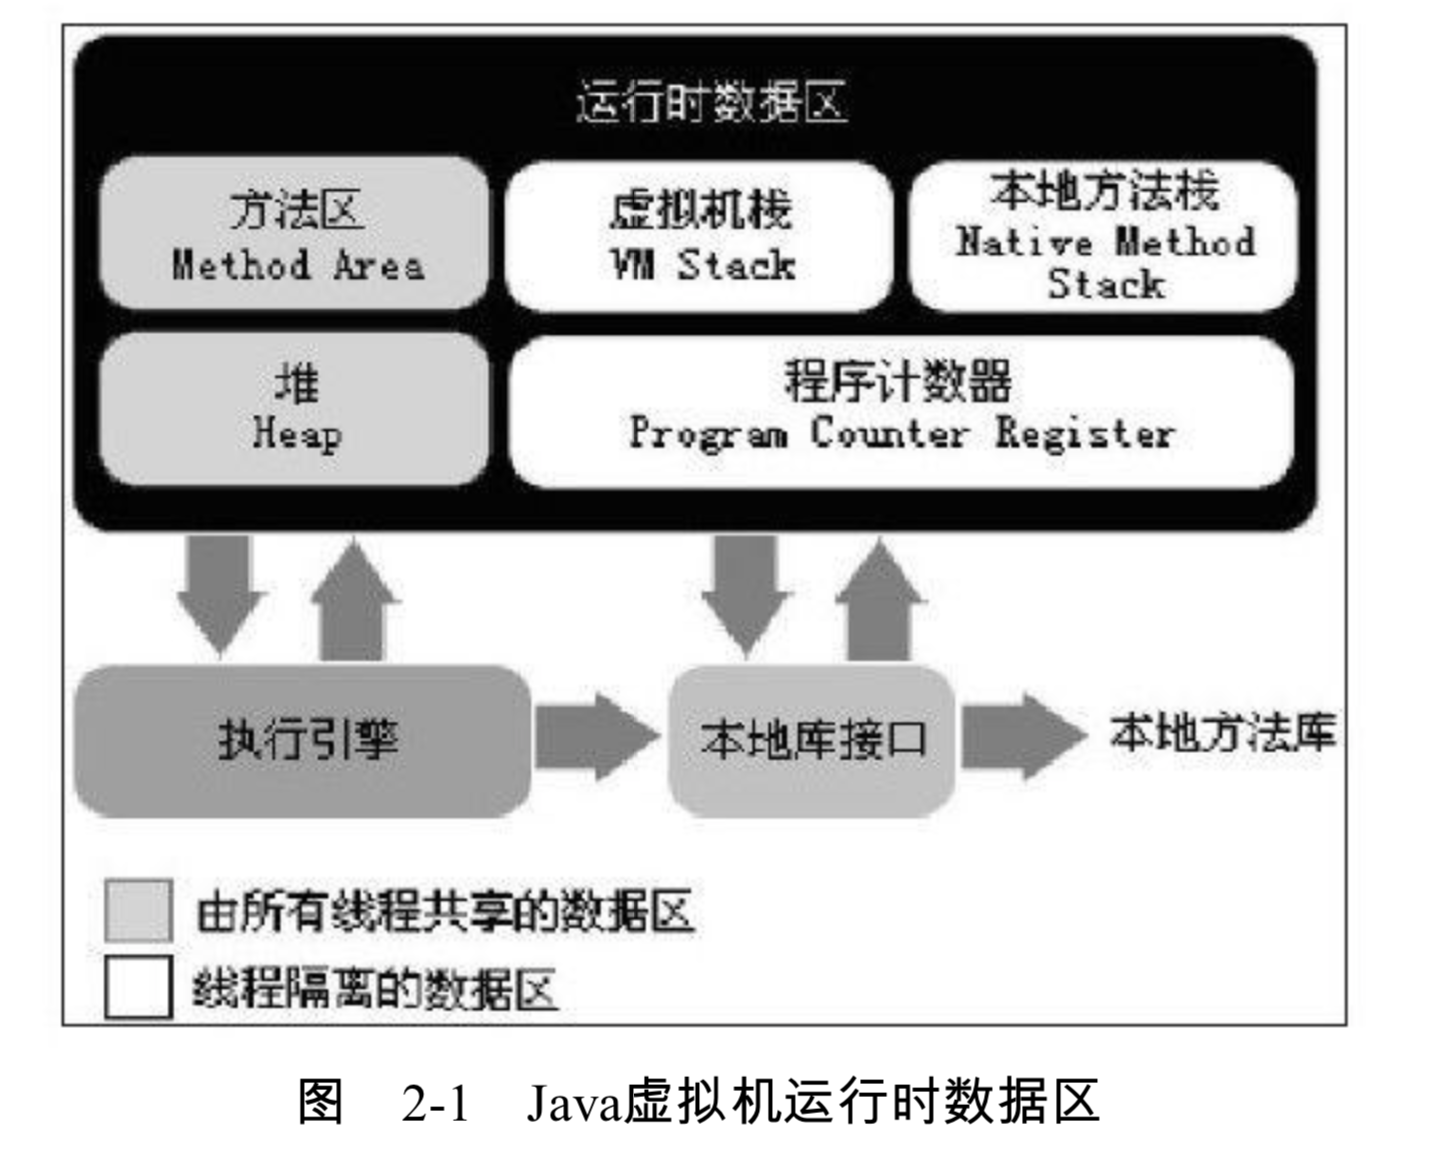 运行时数据区
方法区
Method Area
虚拟机栈
VM Stack
本地方法栈
Native Method
Stack
堆
Heap
程序计数器
Program Counter Register
执行引擎
本地库接口
本地方法库
由所有线程共享的数据区
线程隔离的数据区
图 2-1 Java虚拟机运行时数据区